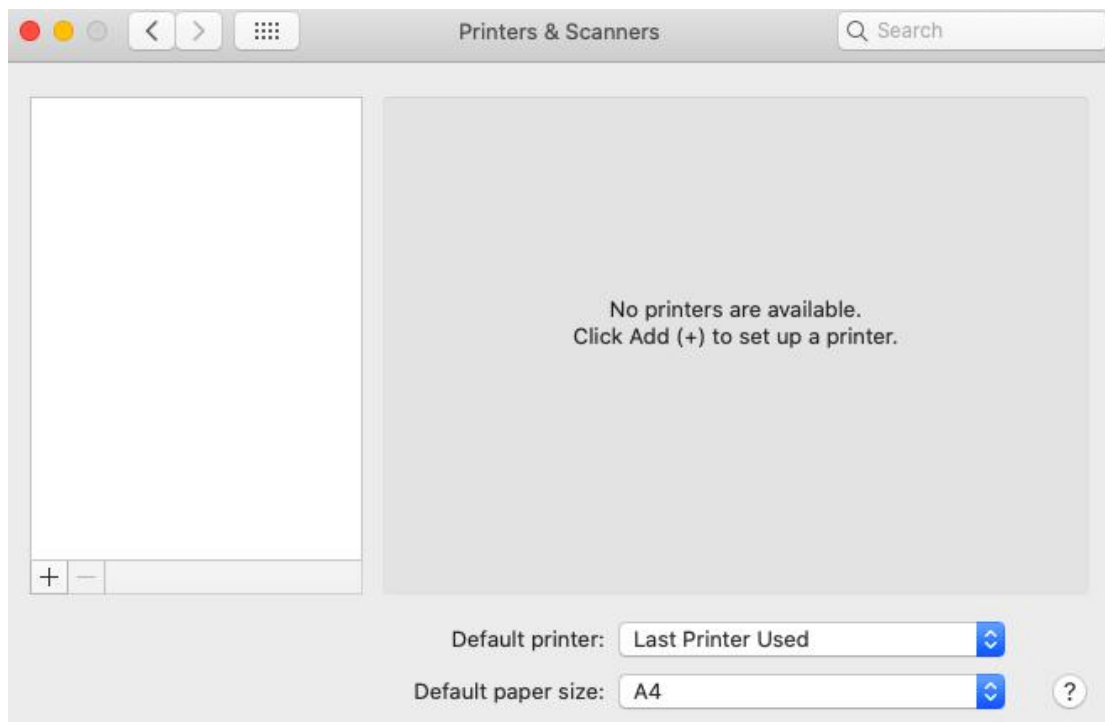 Printers & Scanners
Search
No printers are available.
Click Add (+) to set up a printer.
+ −
Default printer: Last Printer Used
Default paper size: A4
?